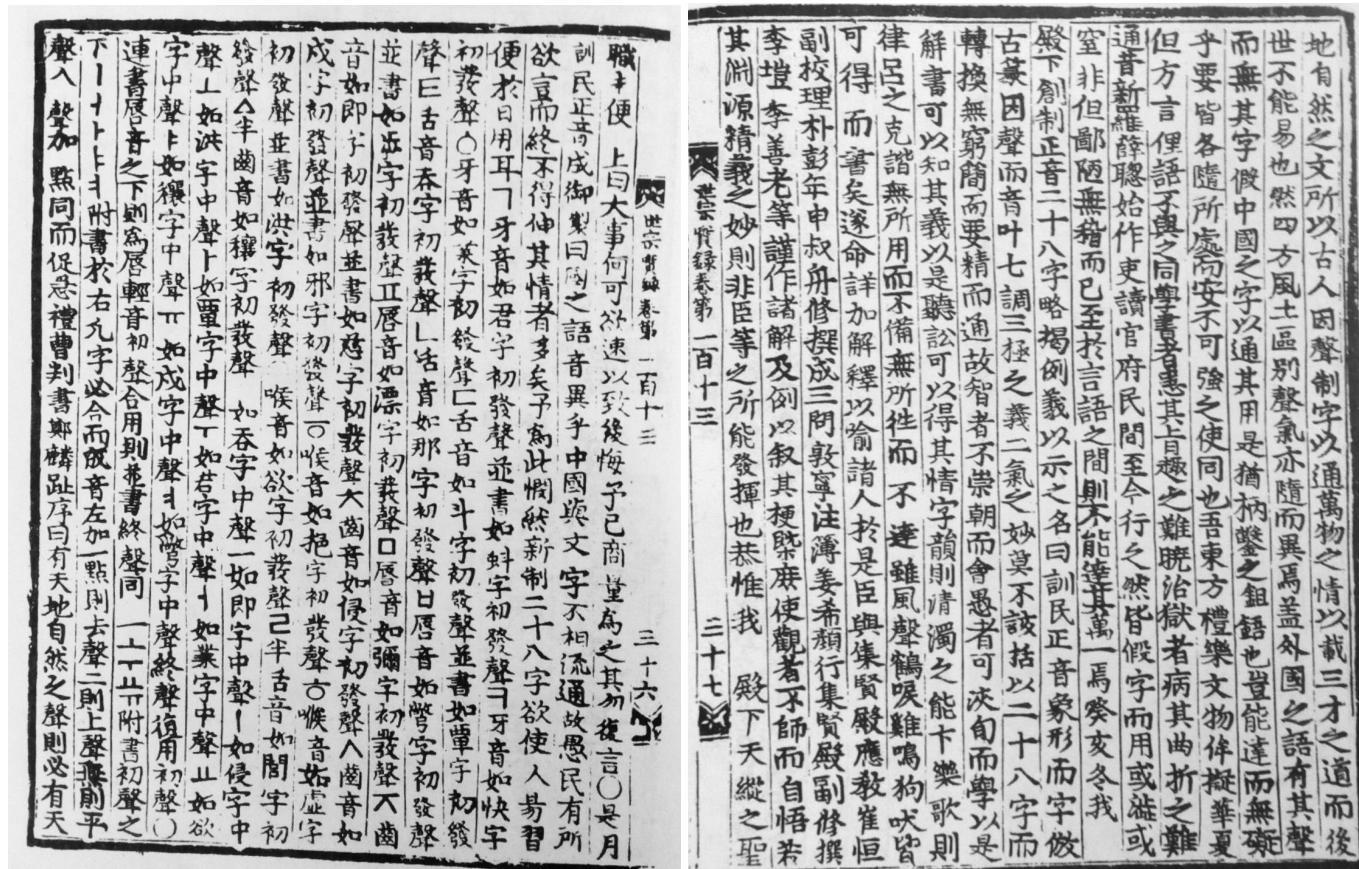 世宗實錄卷第一百十三 三十六
職未便 上曰大事何可欲速以致後悔予已商量爲之其勿復言○是月
訓民正音成御製曰國之語音異乎中國與文字不相流通故愚民有所
欲言而終不得伸其情者多矣予爲此憫然新制二十八字欲使人易習
便於日用耳ㄱ牙音如君字初發聲並書如蚪字初發聲ㅋ牙音如快字
初發聲ㆁ牙音如業字初發聲ㄷ舌音如斗字初發聲並書如覃字初發
聲ㅌ舌音呑字初發聲ㄴ舌音如那字初發聲ㅂ唇音如彆字初發聲
並書如步字初發聲ㅍ唇音如漂字初發聲ㅁ唇音如彌字初發聲ㅈ齒
音如即字初發聲並書如慈字初發聲ㅊ齒音如侵字初發聲ㅅ齒音如
戌字初發聲並書如邪字初發聲ㆆ喉音如挹字初發聲ㅎ喉音如虛字
初發聲並書如洪字初發聲 喉音如欲字初發聲ㄹ半舌音如閭字初
發聲ㅿ半齒音如穰字初發聲 如呑字中聲ㅡ如即字中聲ㅣ如侵字中
聲ㅗ如洪字中聲ㅏ如覃字中聲ㅜ如君字中聲ㅓ如業字中聲ㅛ如欲
字中聲ㅑ如穰字中聲ㅠ如戌字中聲ㅕ如彆字中聲終聲復用初聲○
連書唇音之下則爲唇輕音初聲合用則並書終聲同 ㅡㅗㅜㅛㅠ附書初聲之
下ㅣㅓㅏㅑㅕ附書於右凡字必合而成音左加一點則去聲二則上聲無則平
聲入聲加點同而促急禮曹判書鄭麟趾序曰有天地自然之聲則必有天
地有自然之文所以古人因聲制字以通萬物之情以載三才之道而後
世不能易也然四方風土區別聲氣亦隨而異焉蓋外國之語有其聲
而無其字假中國之字以通其用是猶枘鑿之鉏鋙也豈能達而無礙
乎要皆各隨所處而安不可強之使同也吾東方禮樂文物侔擬華夏
但方言俚語不與之同學書者患其旨趣之難曉治獄者病其曲折之難
通昔新羅薛聰始作吏讀官府民間至今行之然皆假字而用或澁或
窒非但鄙陋無稽而已至於言語之間則不能達其萬一焉癸亥冬我
殿下創制正音二十八字略揭例義以示之名曰訓民正音象形而字倣
古篆因聲而音叶七調三極之義二氣之妙莫不該括以二十八字而
轉換無窮簡而要精而通故智者不崇朝而會愚者可浹旬而學以是
解書可以知其義以是聽訟可以得其情字韻則清濁之能卞樂歌則
律呂之克諧無所用而不備無所往而不達雖風聲鶴唳雞鳴狗吠皆
可得而書矣遂命詳加解釋以喩諸人於是臣與集賢殿應敎崔恒
副校理朴彭年申叔舟修撰成三問敦寧注簿姜希顏行集賢殿副修撰
李塏李善老等謹作諸解及例以敍其梗槩庶使觀者不師而自悟若
其淵源精義之妙則非臣等之所能發揮也恭惟我 殿下天縱之聖
世宗實錄卷第一百十三 三十七